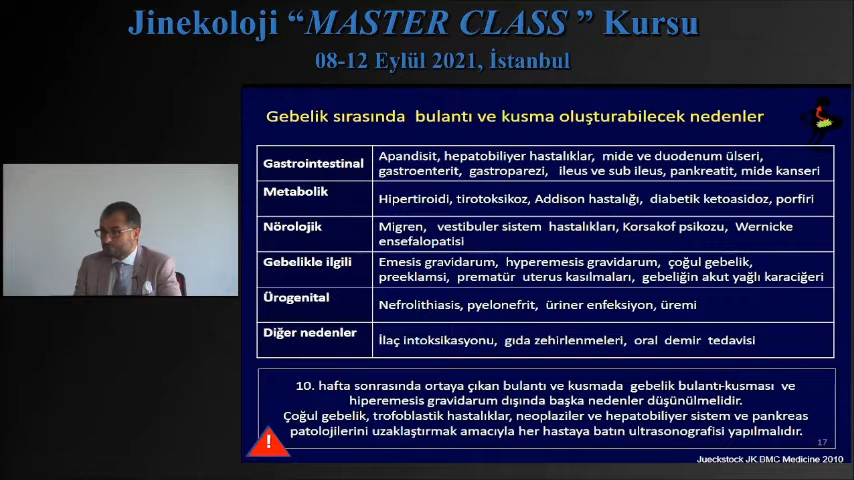 Jinekoloji “MASTER CLASS ” Kursu
08-12 Eylül 2021, İstanbul
Gebelik sırasında bulantı ve kusma oluşturabilecek nedenler
Gastrointestinal
Apandisit, hepatobiliyer hastalıklar, mide ve duodenum ülseri,
gastroenterit, gastroparezi, ileus ve sub ileus, pankreatit, mide kanseri
Metabolik
Hipertiroidi, tirotoksikoz, Addison hastalığı, diabetik ketoasidoz, porfiri
Nörolojik
Migren, vestibuler sistem hastalıkları, Korsakof psikozu, Wernicke
ensefalopatisi
Gebelikle ilgili
Emesis gravidarum, hyperemesis gravidarum, çoğul gebelik,
preeklamsi, prematür uterus kasılmaları, gebeliğin akut yağlı karaciğeri
Ürogenital
Nefrolithiasis, pyelonefrit, üriner enfeksiyon, üremi
Diğer nedenler
İlaç intoksikasyonu, gıda zehirlenmeleri, oral demir tedavisi
10. hafta sonrasında ortaya çıkan bulantı ve kusmada gebelik bulantı-kusması ve
hiperemesis gravidarum dışında başka nedenler düşünülmelidir.
Çoğul gebelik, trofoblastik hastalıklar, neoplaziler ve hepatobiliyer sistem ve pankreas
patolojilerini uzaklaştırmak amacıyla her hastaya batın ultrasonografisi yapılmalıdır.
!
17
Jueckstock JK.BMC Medicine 2010